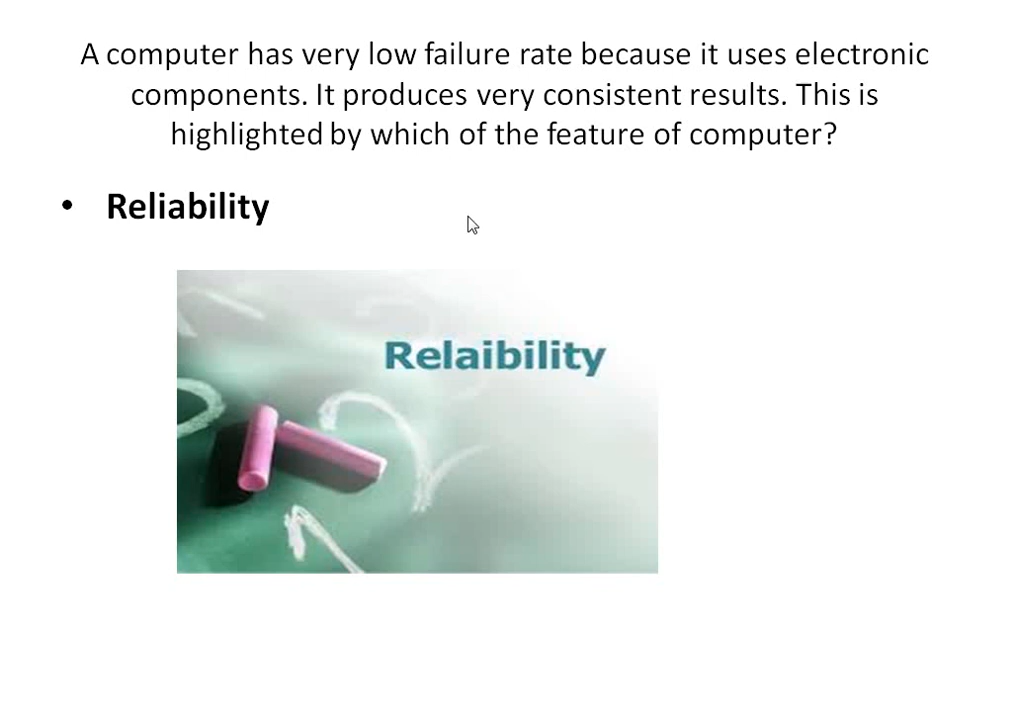 A computer has very low failure rate because it uses electronic
components. It produces very consistent results. This is
highlighted by which of the feature of computer?
• Reliability
Relaibility